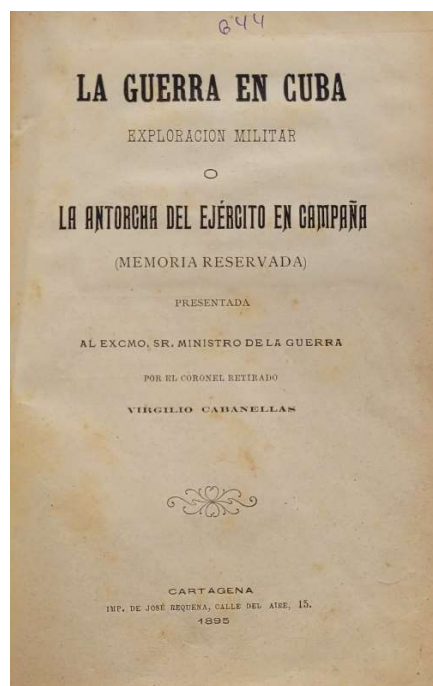 644
LA GUERRA EN CUBA
EXPLORACION MILITAR
O
LA ANTORCHA DEL EJÉRCITO EN CAMPAÑA
(MEMORIA RESERVADA)
PRESENTADA
AL EXCMO. SR. MINISTRO DE LA GUERRA
POR EL CORONEL RETIRADO
VIRGILIO CABANELLAS
CARTAGENA
IMP. DE JOSÉ REQUENA, CALLE DEL AIRE, 15.
1895